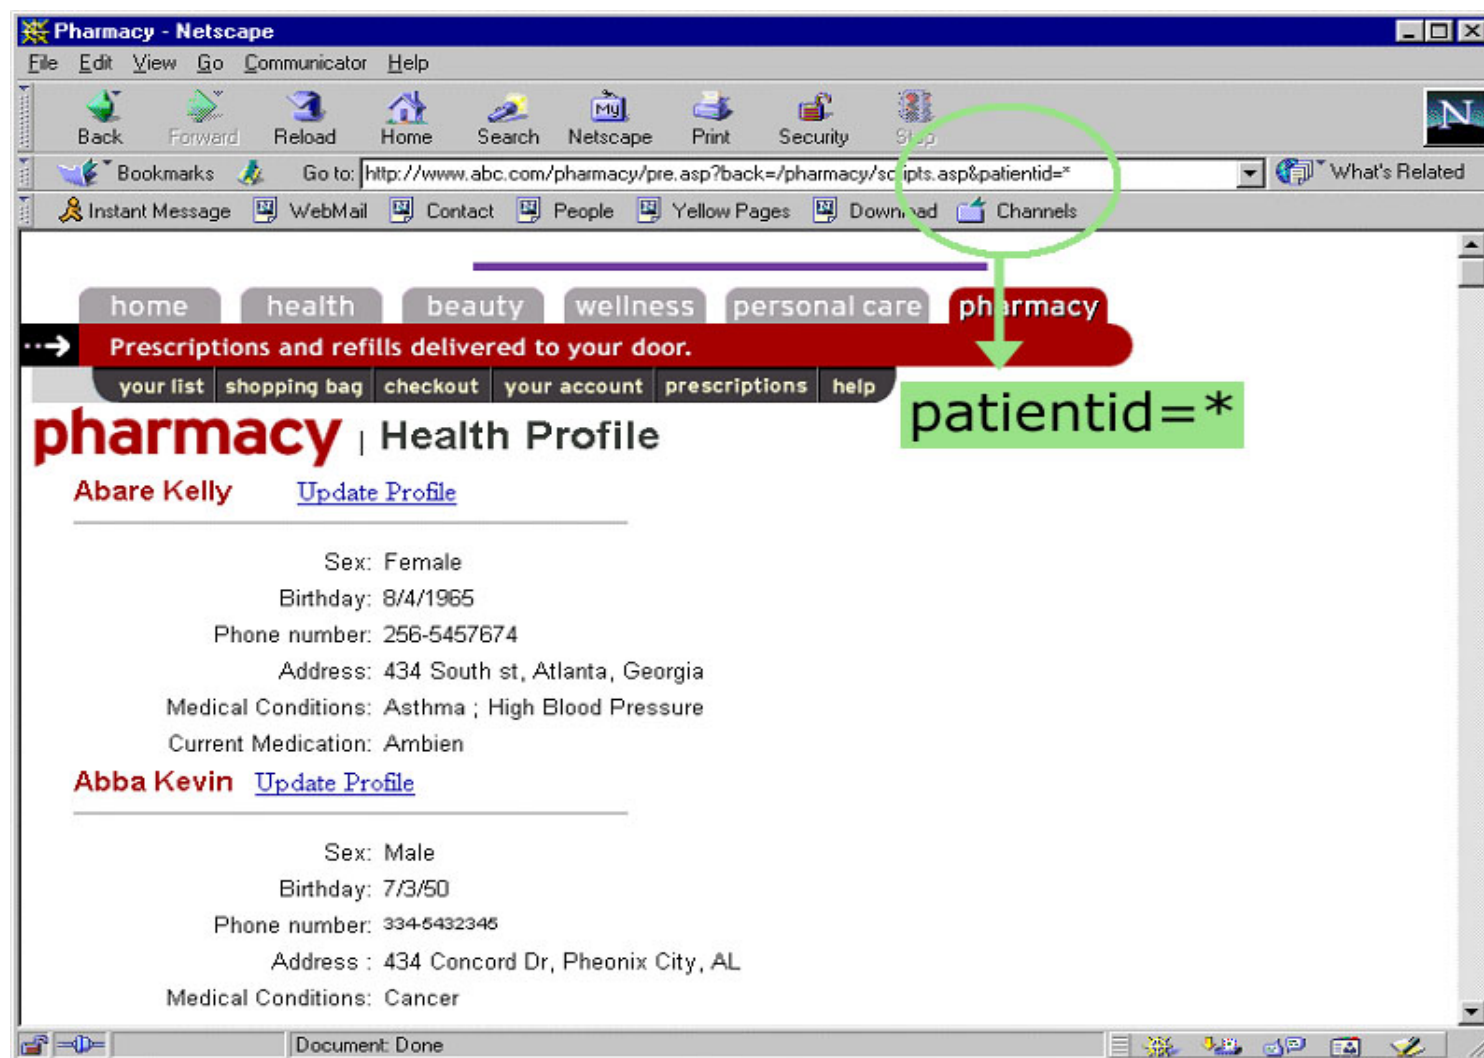 Pharmacy - Netscape
File Edit View Go Communicator Help
My
Back Forward Reload Home Search Netscape Print Security Stop
N
Bookmarks Go to: http://www.abc.com/pharmacy/pre.asp?back=/pharmacy/scripts.asp&patientid=* What's Related
Instant Message WebMail Contact People Yellow Pages Download Channels
home health beauty wellness personal care pharmacy
Prescriptions and refills delivered to your door.
your list shopping bag checkout your account prescriptions help
patientid=*
pharmacy | Health Profile
Abare Kelly Update Profile
Sex: Female
Birthday: 8/4/1965
Phone number: 256-5457674
Address: 434 South st, Atlanta, Georgia
Medical Conditions: Asthma ; High Blood Pressure
Current Medication: Ambien
Abba Kevin Update Profile
Sex: Male
Birthday: 7/3/50
Phone number: 334-5432345
Address : 434 Concord Dr, Pheonix City, AL
Medical Conditions: Cancer
Document: Done